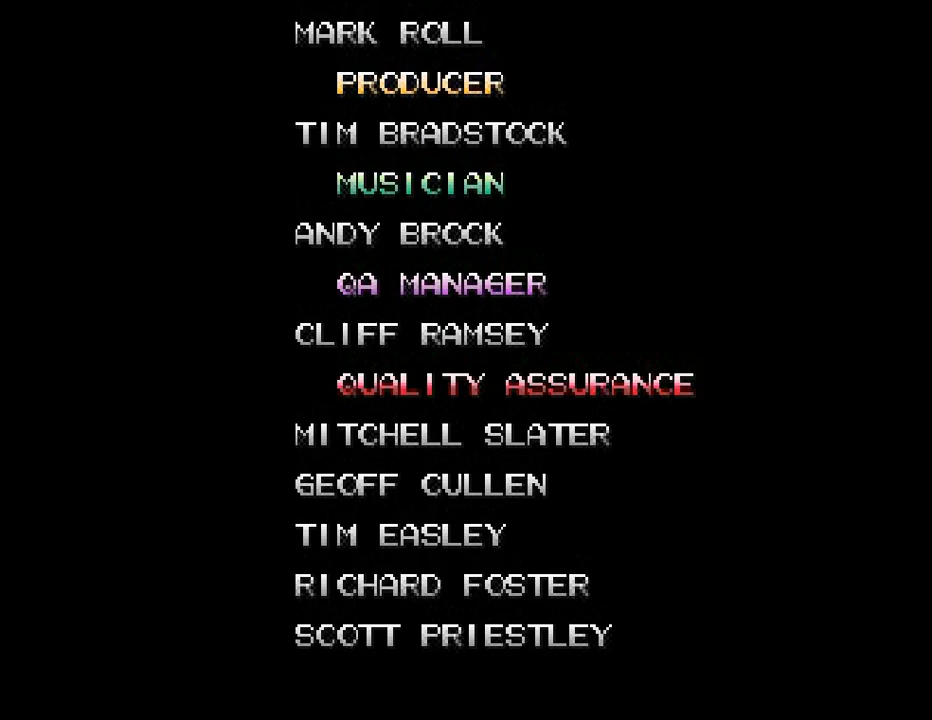 MARK ROLL
PRODUCER
TIM BRADSTOCK
MUSICIAN
ANDY BROCK
QA MANAGER
CLIFF RAMSEY
QUALITY ASSURANCE
MITCHELL SLATER
GEOFF CULLEN
TIM EASLEY
RICHARD FOSTER
SCOTT PRIESTLEY